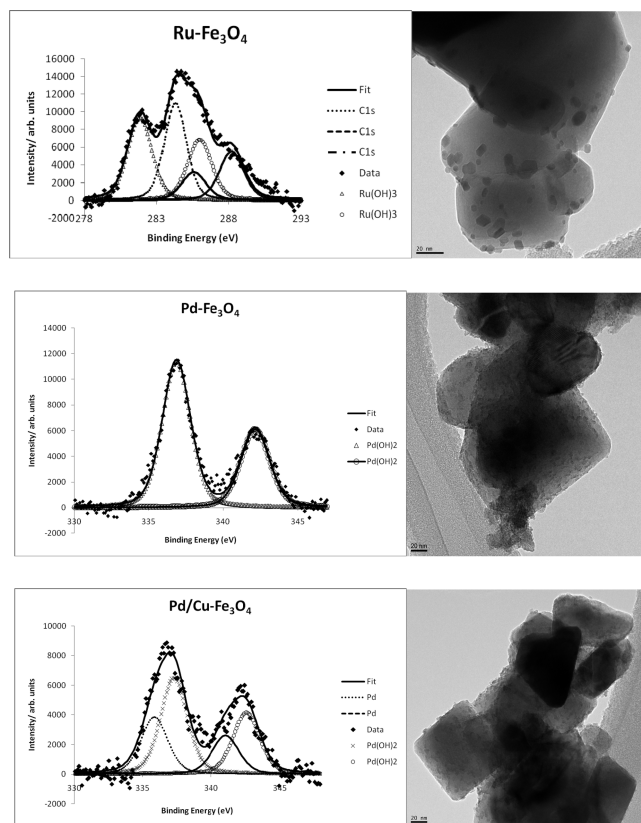 Ru-Fe₃O₄
16000
14000
12000
10000
8000
6000
4000
2000
0
-2000
278
283
288
293
Intensity/ arb. units
Binding Energy (eV)
Fit
C1s
C1s
C1s
Data
Ru(OH)3
Ru(OH)3
20 nm
Pd-Fe₃O₄
14000
12000
10000
8000
6000
4000
2000
0
-2000
330
335
340
345
Intensity/ arb. units
Binding Energy (eV)
Fit
Data
Pd(OH)2
Pd(OH)2
20 nm
Pd/Cu-Fe₃O₄
10000
8000
6000
4000
2000
0
-2000
330
335
340
345
Intensity/ arb. units
Binding Energy (eV)
Fit
Pd
Pd
Data
Pd(OH)2
Pd(OH)2
20 nm